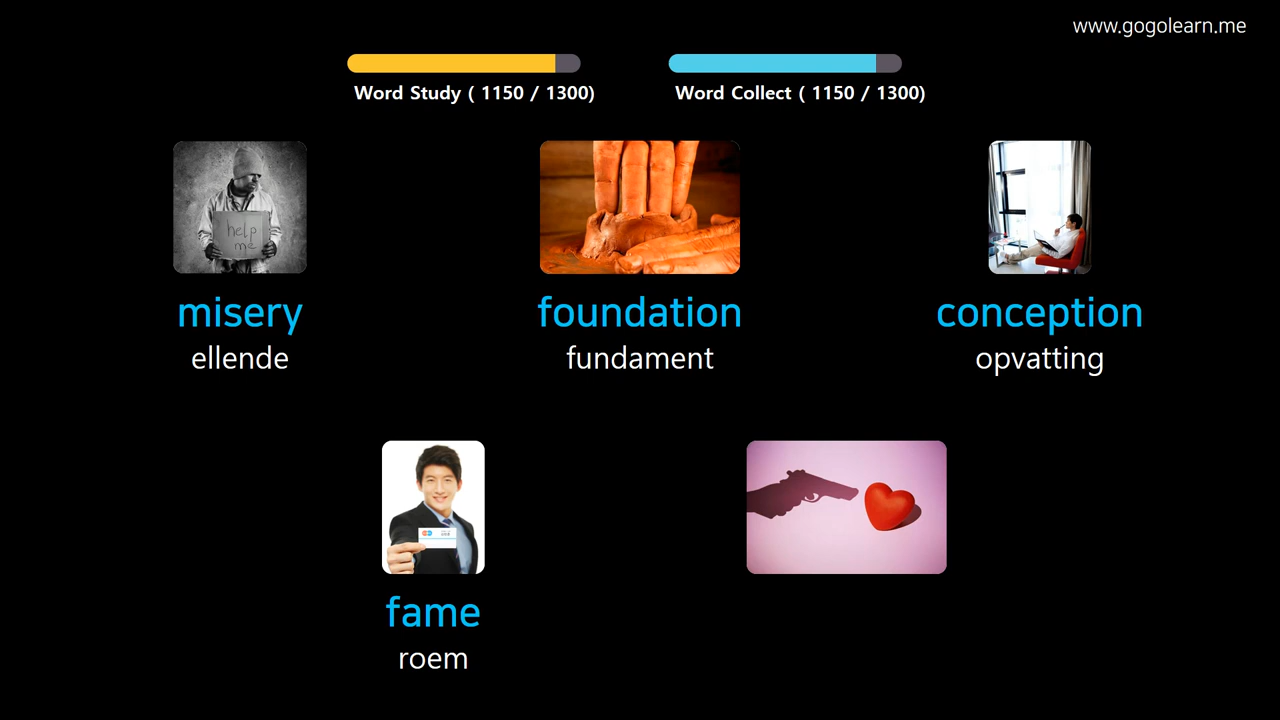 www.gogolearn.me
Word Study ( 1150 / 1300)
Word Collect ( 1150 / 1300)
help
me
misery
ellende
foundation
fundament
conception
opvatting
fame
roem